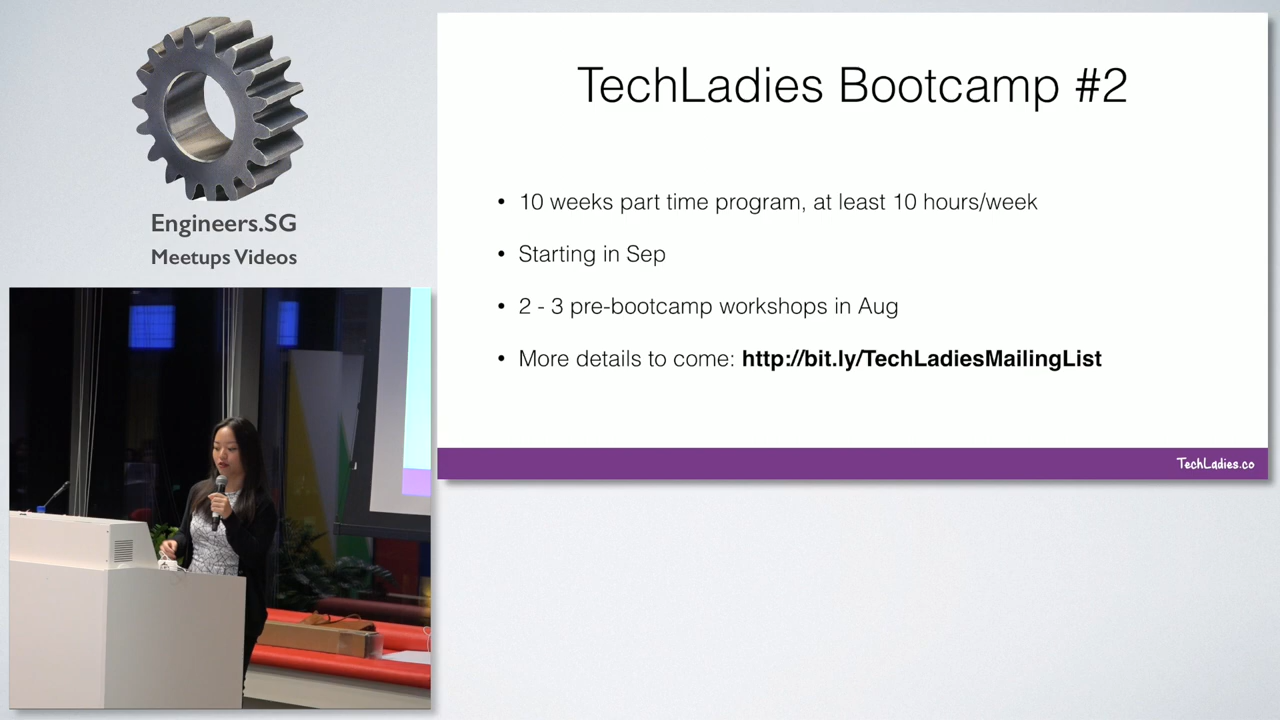 Engineers.SG
Meetups Videos
TechLadies Bootcamp #2
• 10 weeks part time program, at least 10 hours/week
• Starting in Sep
• 2 - 3 pre-bootcamp workshops in Aug
• More details to come: http://bit.ly/TechLadiesMailingList
TechLadies.co